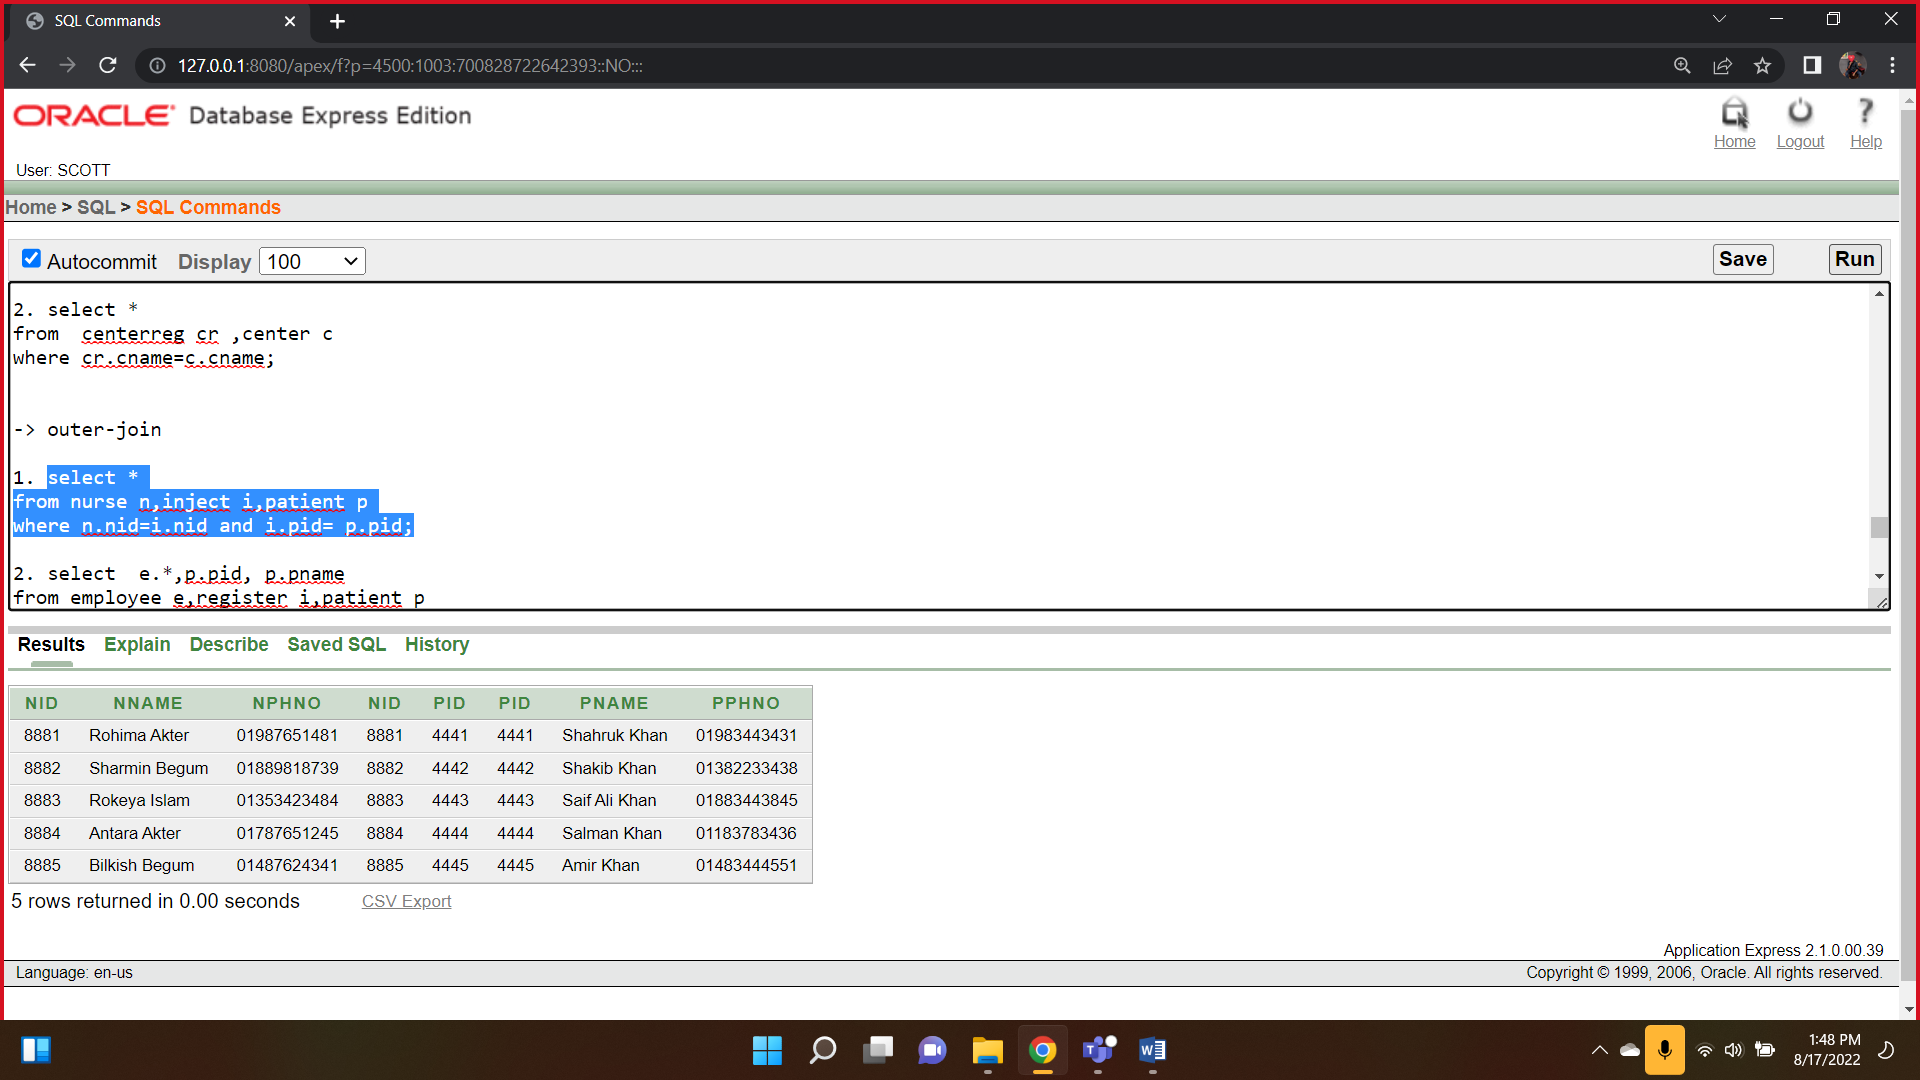 SQL Commands
127.0.0.1:8080/apex/f?p=4500:1003:700828722642393::NO:::
ORACLE Database Express Edition
Home Logout Help
User: SCOTT
Home > SQL > SQL Commands
Autocommit Display 100 Save Run
2. select *
from  centerreg cr ,center c
where cr.cname=c.cname;
-> outer-join
1. select *
from nurse n,inject i,patient p
where n.nid=i.nid and i.pid= p.pid;
2. select  e.*,p.pid, p.pname
from employee e,register i,patient p
Results Explain Describe Saved SQL History
NID NNAME NPHNO NID PID PID PNAME PPHNO
8881 Rohima Akter 01987651481 8881 4441 4441 Shahruk Khan 01983443431
8882 Sharmin Begum 01889818739 8882 4442 4442 Shakib Khan 01382233438
8883 Rokeya Islam 01353423484 8883 4443 4443 Saif Ali Khan 01883443845
8884 Antara Akter 01787651245 8884 4444 4444 Salman Khan 01183783436
8885 Bilkish Begum 01487624341 8885 4445 4445 Amir Khan 01483444551
5 rows returned in 0.00 seconds CSV Export
Application Express 2.1.0.00.39
Language: en-us Copyright © 1999, 2006, Oracle. All rights reserved.
1:48 PM
8/17/2022